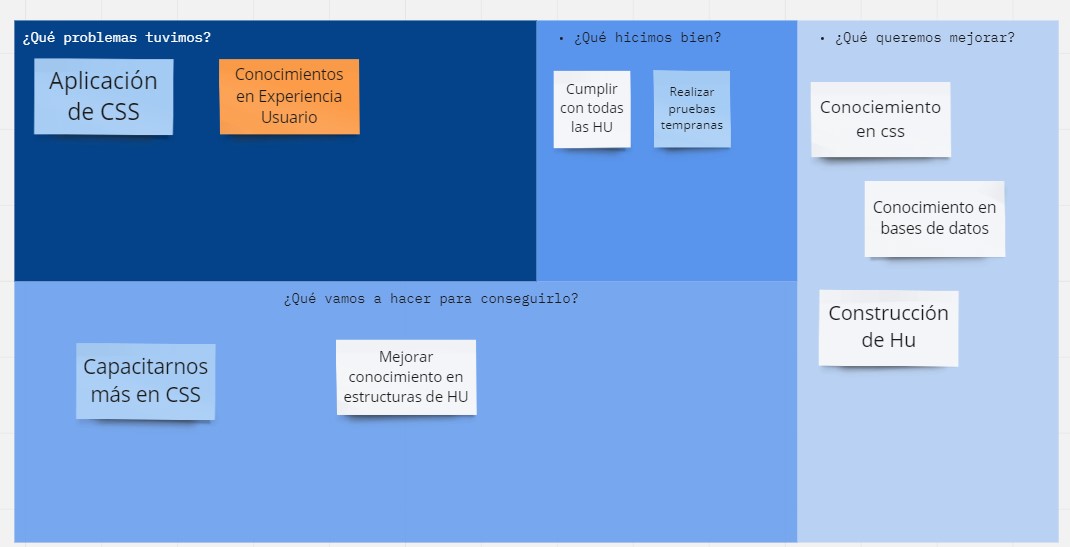 ¿Qué problemas tuvimos?
Aplicación
de CSS
Conocimientos
en Experiencia
Usuario
• ¿Qué hicimos bien?
Cumplir
con todas
las HU
Realizar
pruebas
tempranas
• ¿Qué queremos mejorar?
Conociemiento
en css
Conocimiento en
bases de datos
Construcción
de Hu
¿Qué vamos a hacer para conseguirlo?
Capacitarnos
más en CSS
Mejorar
conocimiento en
estructuras de HU